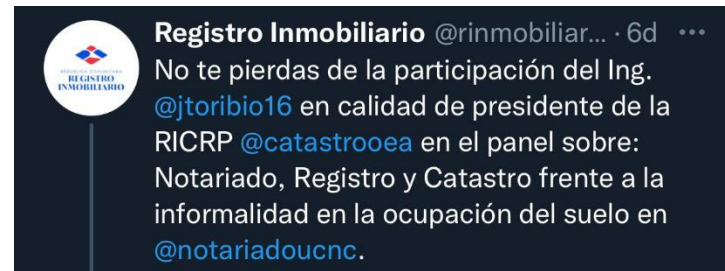 Registro Inmobiliario @rinmobiliar... · 6d ···
No te pierdas de la participación del Ing.
@jtoribio16 en calidad de presidente de la
RICRP @catastrooea en el panel sobre:
Notariado, Registro y Catastro frente a la
informalidad en la ocupación del suelo en
@notariadoucnc.
REPÚBLICA DOMINICANA
REGISTRO
INMOBILIARIO